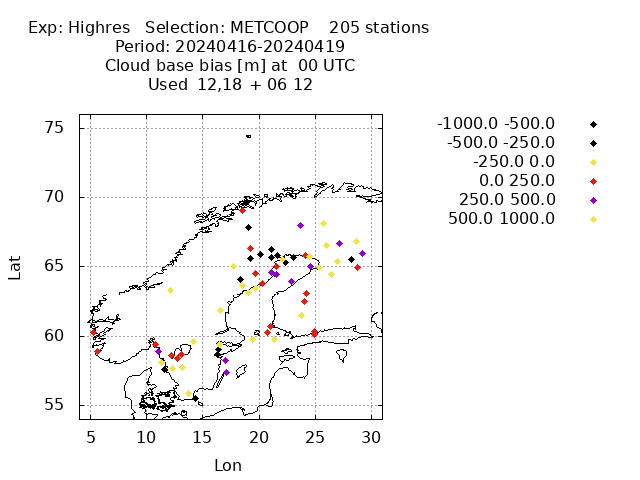 Exp: Highres   Selection: METCOOP    205 stations
Period: 20240416-20240419
Cloud base bias [m] at  00 UTC
Used 12,18 + 06 12
-1000.0 -500.0
-500.0 -250.0
-250.0 0.0
0.0 250.0
250.0 500.0
500.0 1000.0
75
70
65
60
55
Lat
5 10 15 20 25 30
Lon